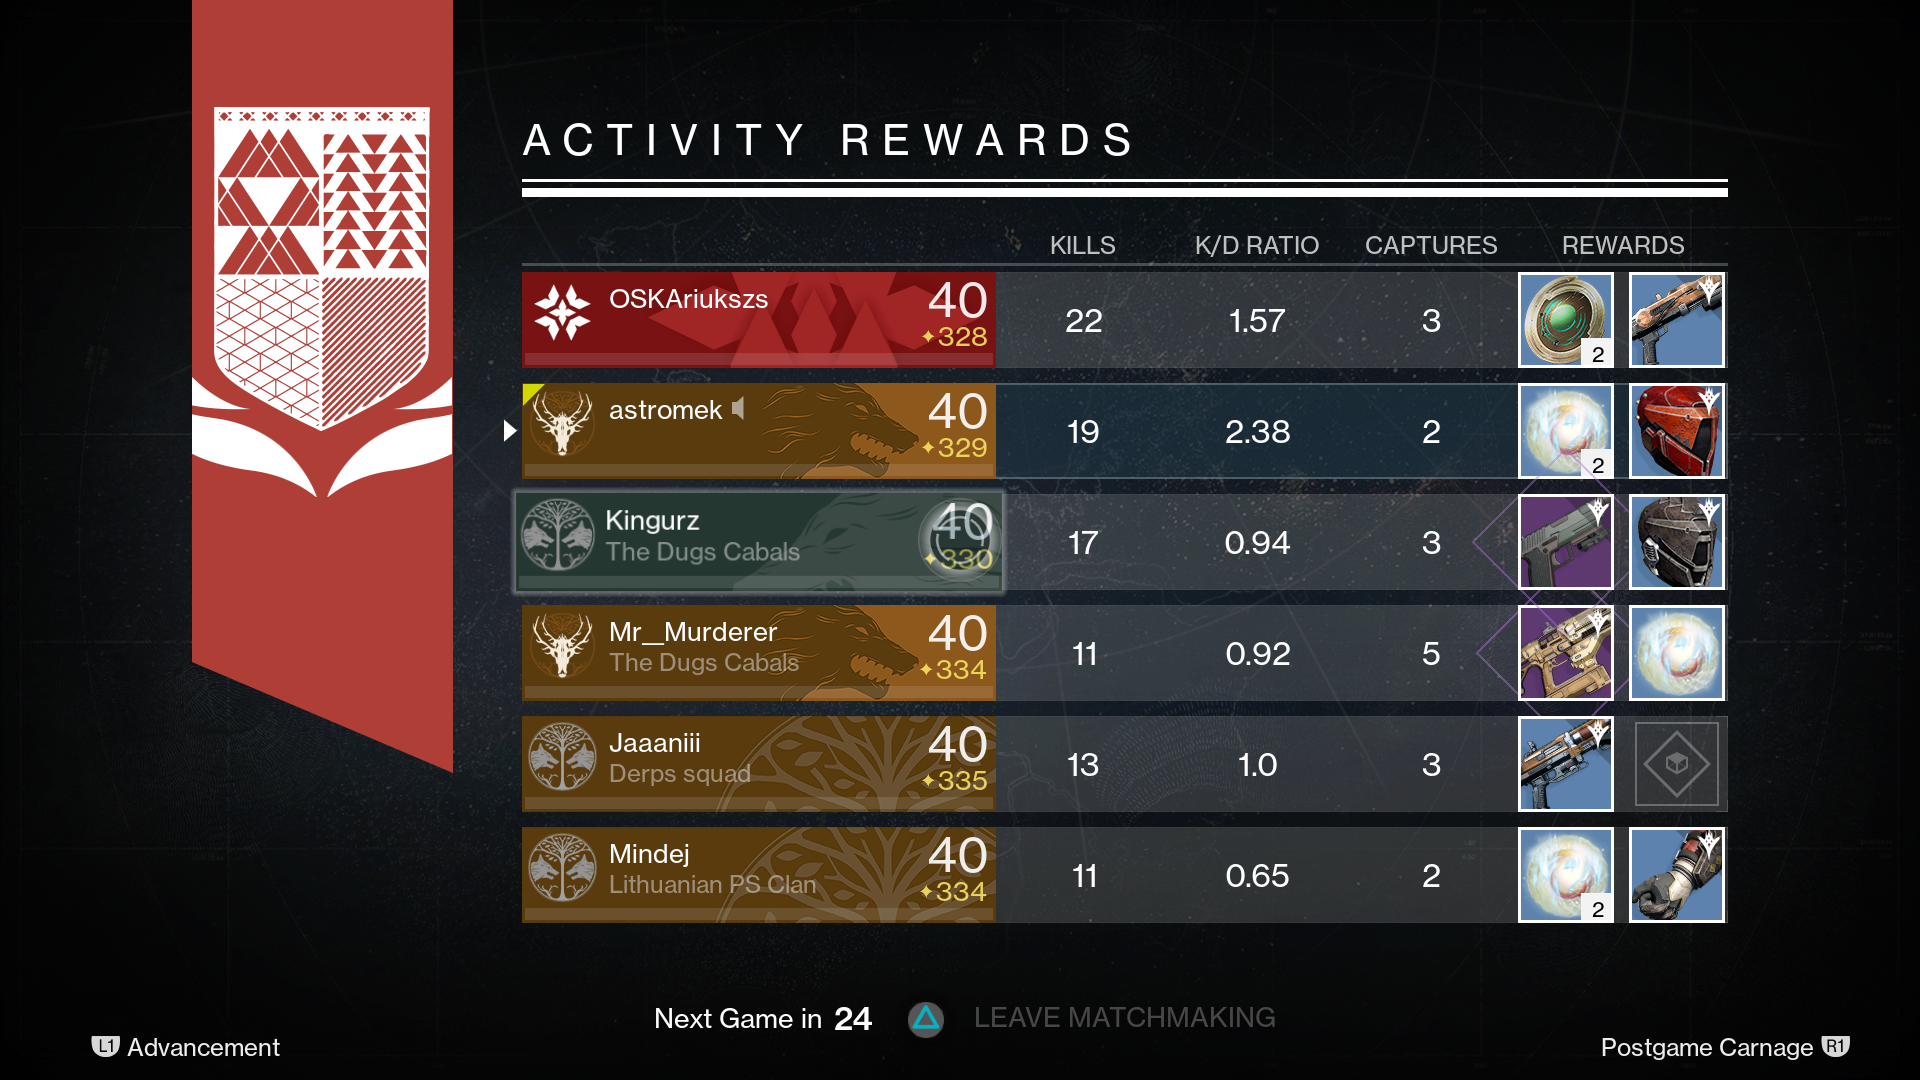 ACTIVITY REWARDS
KILLS K/D RATIO CAPTURES REWARDS
OSKAriukszs 40 328 22 1.57 3 2
astromek 40 329 19 2.38 2 2
Kingurz 40 17 0.94 3
The Dugs Cabals 330
Mr__Murderer 40 11 0.92 5
The Dugs Cabals 334
Jaaaniii 40 13 1.0 3
Derps squad 335
Mindej 40 11 0.65 2
Lithuanian PS Clan 334 2
Next Game in 24 LEAVE MATCHMAKING
L1 Advancement
Postgame Carnage R1